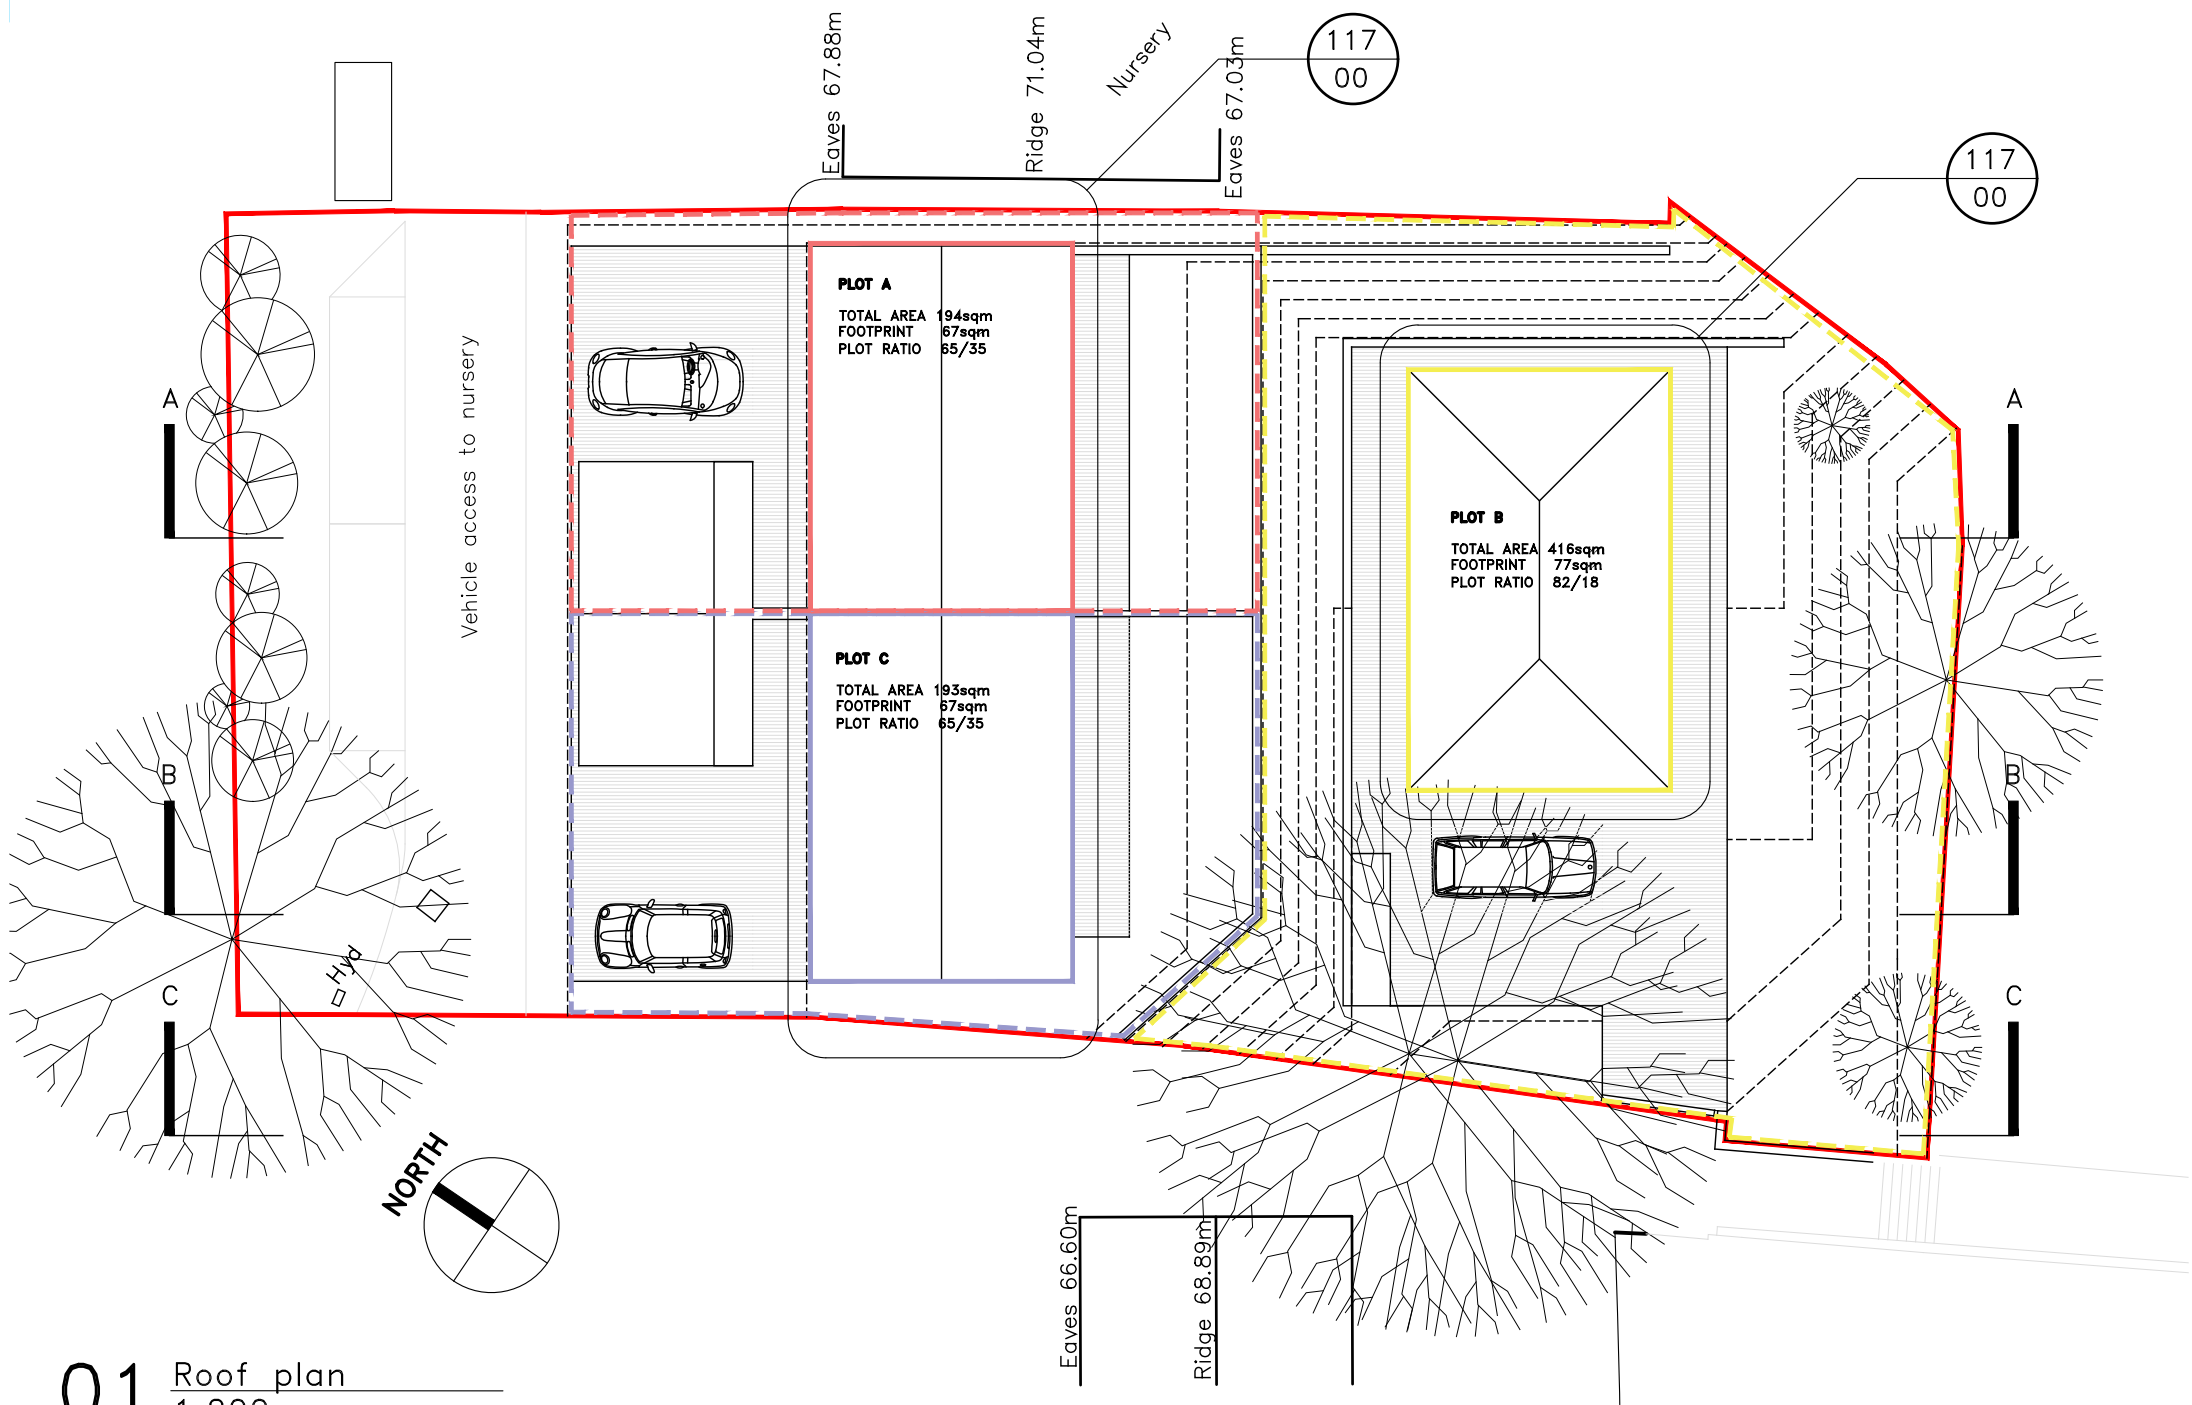 Eaves 67.88m
Ridge 71.04m
Nursery
Eaves 67.03m
117
00
117
00
PLOT A
TOTAL AREA 194sqm
FOOTPRINT 67sqm
PLOT RATIO 65/35
A
A
Vehicle access to nursery
PLOT B
TOTAL AREA 416sqm
FOOTPRINT 77sqm
PLOT RATIO 82/18
PLOT C
TOTAL AREA 193sqm
FOOTPRINT 67sqm
PLOT RATIO 65/35
B
B
Hyd
C
C
NORTH
Eaves 66.60m
Ridge 68.89m
01
Roof plan